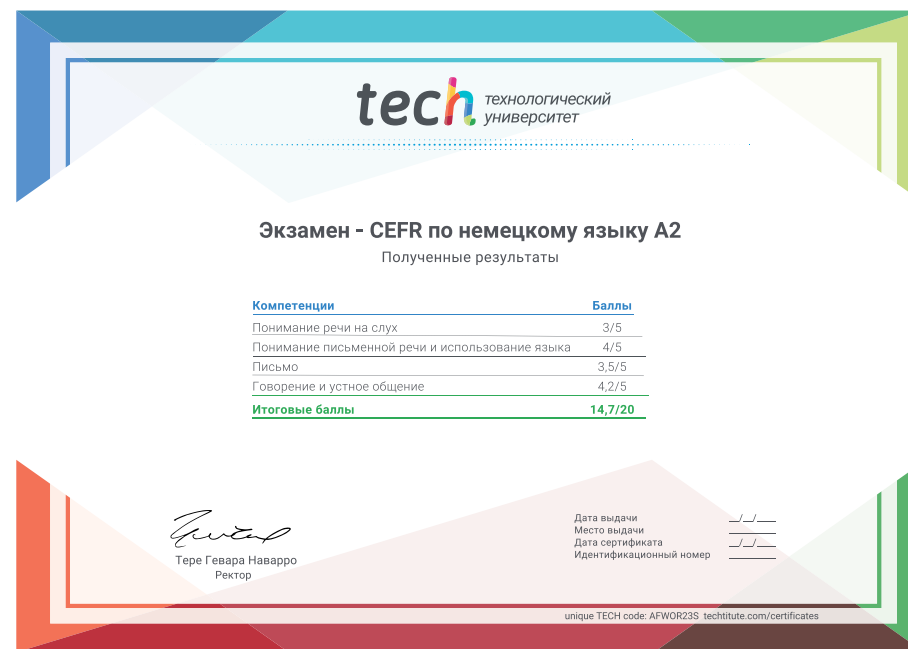 tech технологический
университет
Экзамен - CEFR по немецкому языку A2
Полученные результаты
Компетенции Баллы
Понимание речи на слух 3/5
Понимание письменной речи и использование языка 4/5
Письмо 3,5/5
Говорение и устное общение 4,2/5
Итоговые баллы 14,7/20
Тере Гевара Наварро
Ректор
Дата выдачи __/__/____
Место выдачи ________
Дата сертификата __/__/____
Идентификационный номер ________
unique TECH code: AFWOR23S techtitute.com/certificates